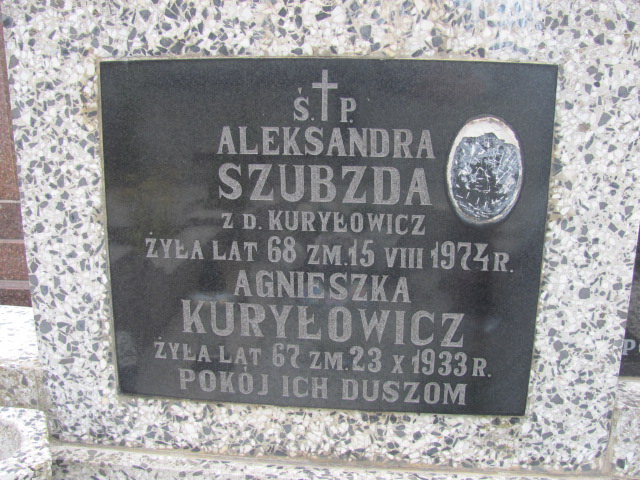 Ś. P.
ALEKSANDRA
SZUBZDA
Z D. KURYŁOWICZ
ŻYŁA LAT 68 ZM. 15 VIII 1974 R.
AGNIESZKA
KURYŁOWICZ
ŻYŁA LAT 67 ZM. 23 X 1933 R.
POKÓJ ICH DUSZOM